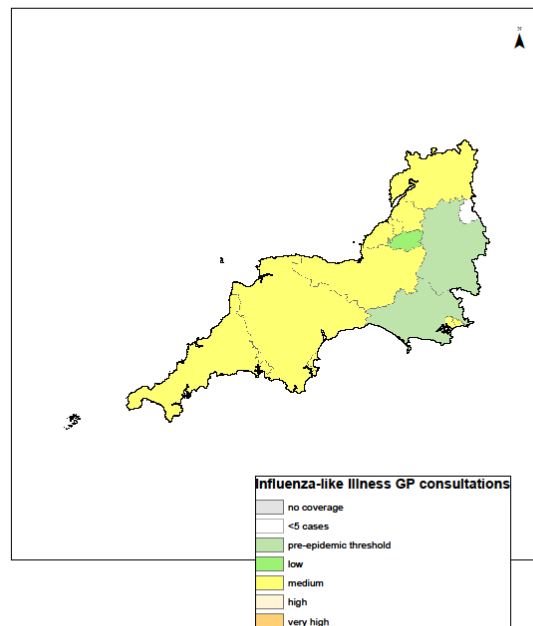 N
Influenza-like Illness GP consultations
no coverage
<5 cases
pre-epidemic threshold
low
medium
high
very high